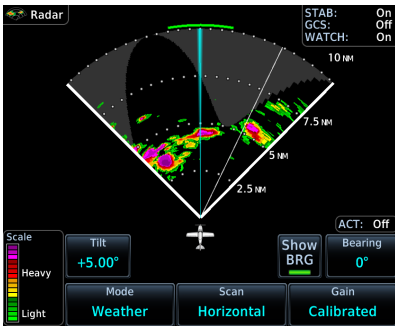 Radar
STAB: On
GCS: Off
WATCH: On
10 NM
7.5 NM
5 NM
2.5 NM
ACT: Off
Scale
Heavy
Light
Tilt
+5.00°
Show
BRG
Bearing
0°
Mode
Weather
Scan
Horizontal
Gain
Calibrated